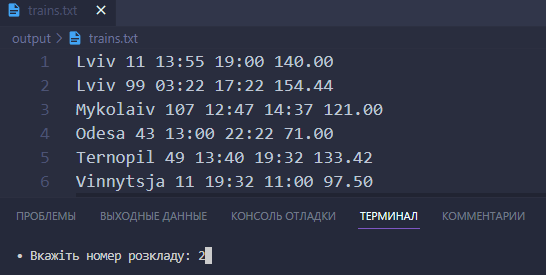 trains.txt
output > trains.txt
1 Lviv 11 13:55 19:00 140.00
2 Lviv 99 03:22 17:22 154.44
3 Mykolaiv 107 12:47 14:37 121.00
4 Odesa 43 13:00 22:22 71.00
5 Ternopil 49 13:40 19:32 133.42
6 Vinnytsja 11 19:32 11:00 97.50
ПРОБЛЕМЫ ВЫХОДНЫЕ ДАННЫЕ КОНСОЛЬ ОТЛАДКИ ТЕРМИНАЛ КОММЕНТАРИИ
• Вкажіть номер розкладу: 2